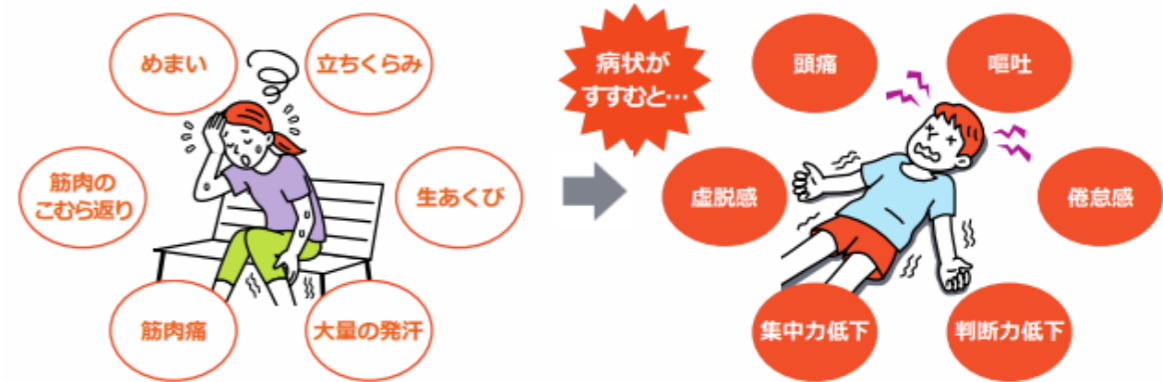 めまい
立ちくらみ
筋肉の
こむら返り
生あくび
筋肉痛
大量の発汗
病状が
すすむと…
頭痛
嘔吐
虚脱感
倦怠感
集中力低下
判断力低下